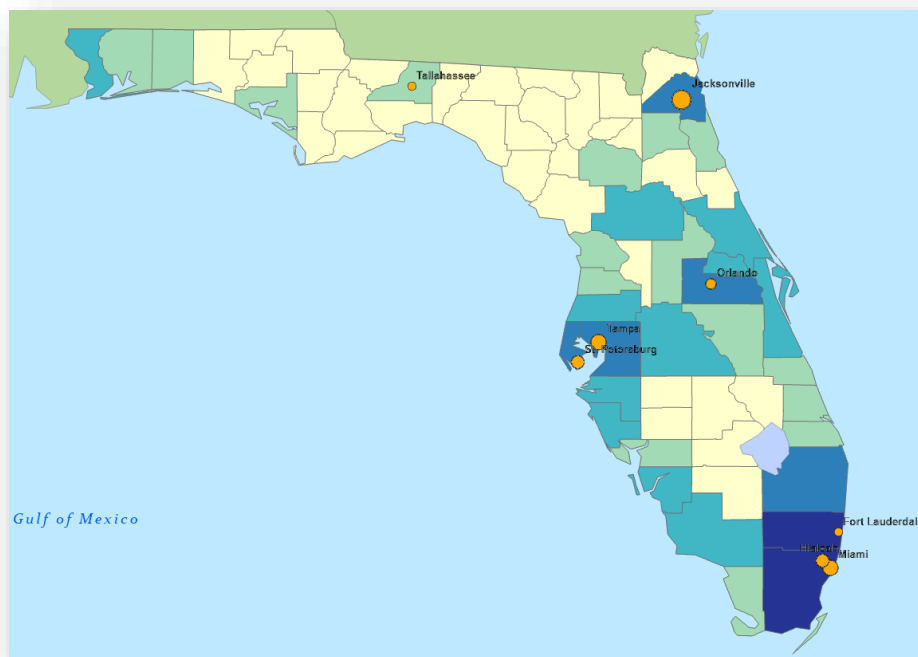 Tallahassee
Jacksonville
Orlando
Tampa
St. Petersburg
Gulf of Mexico
Fort Lauderdal
Miami